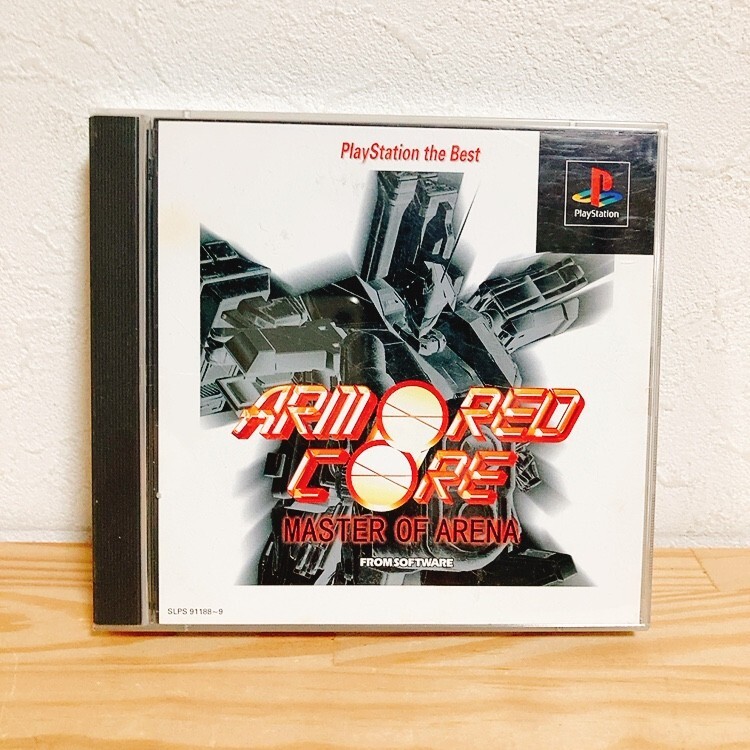 PlayStation the Best
PlayStation
ARMORED
CORE
MASTER OF ARENA
FROMSOFTWARE
SLPS 91188~9